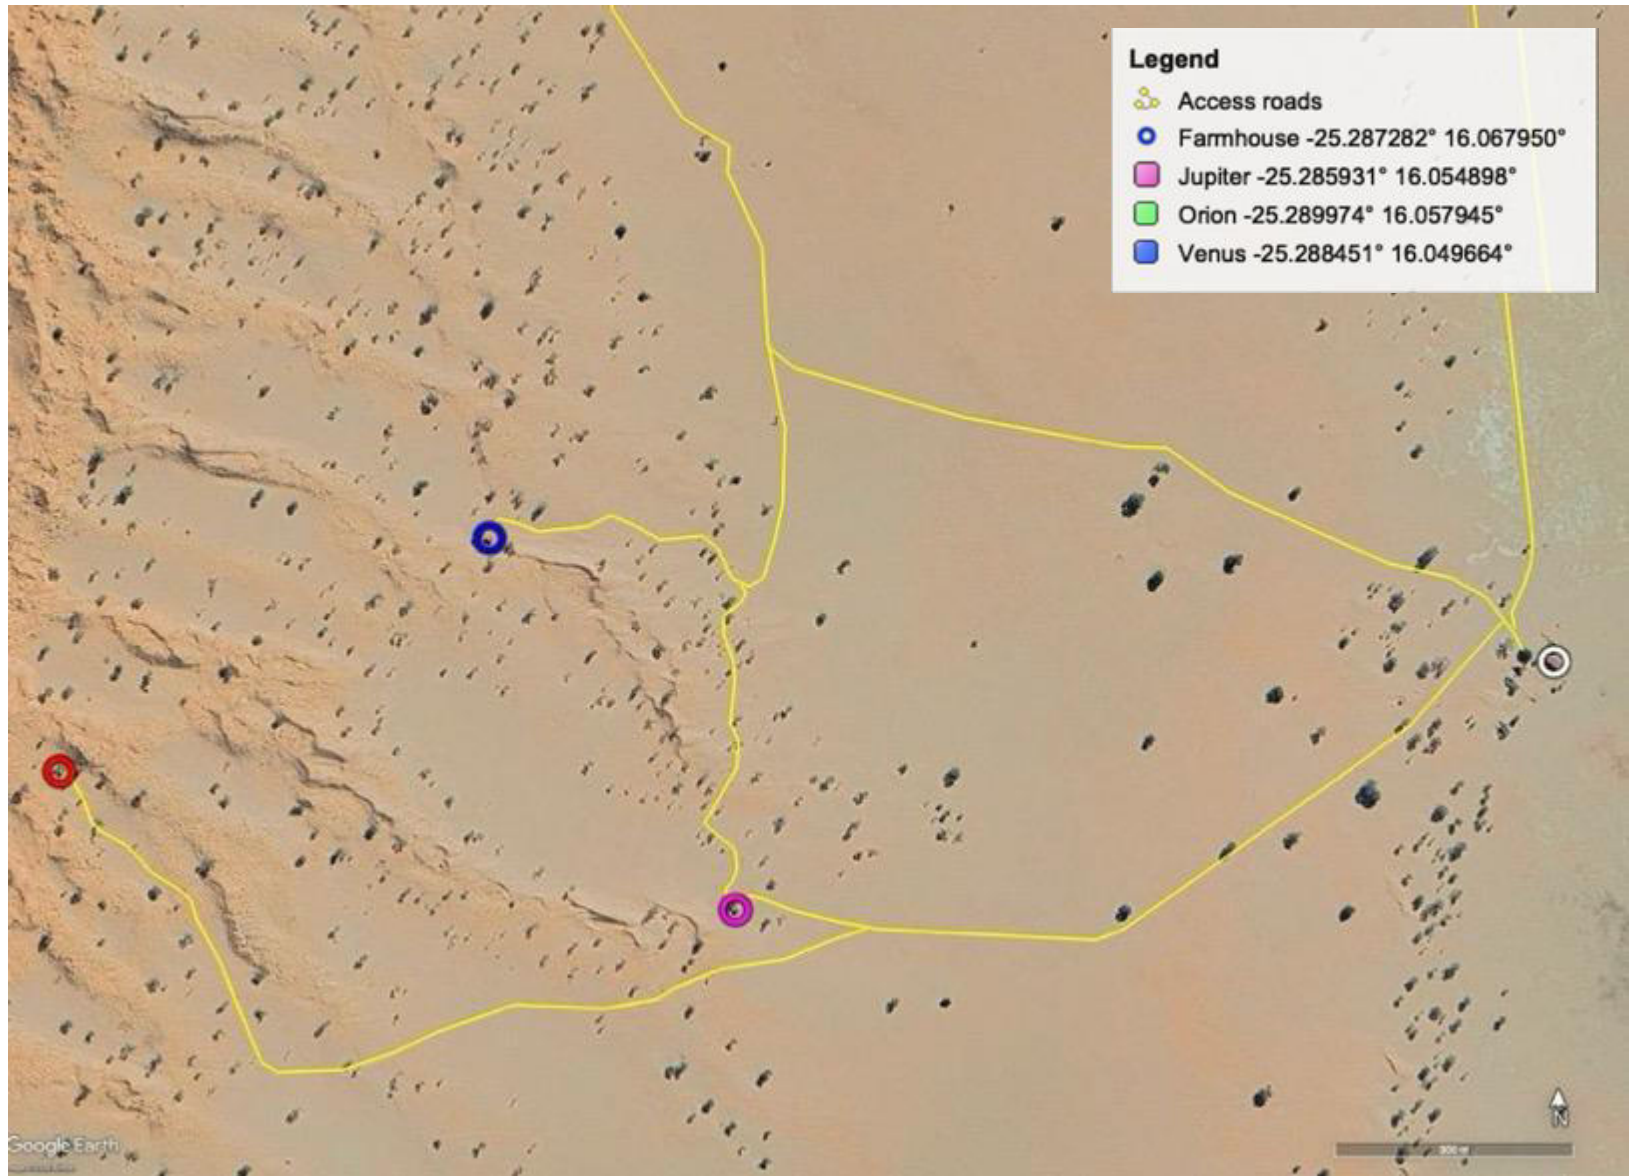 Legend
Access roads
Farmhouse -25.287282° 16.067950°
Jupiter -25.285931° 16.054898°
Orion -25.289974° 16.057945°
Venus -25.288451° 16.049664°
Google Earth
300 m
N